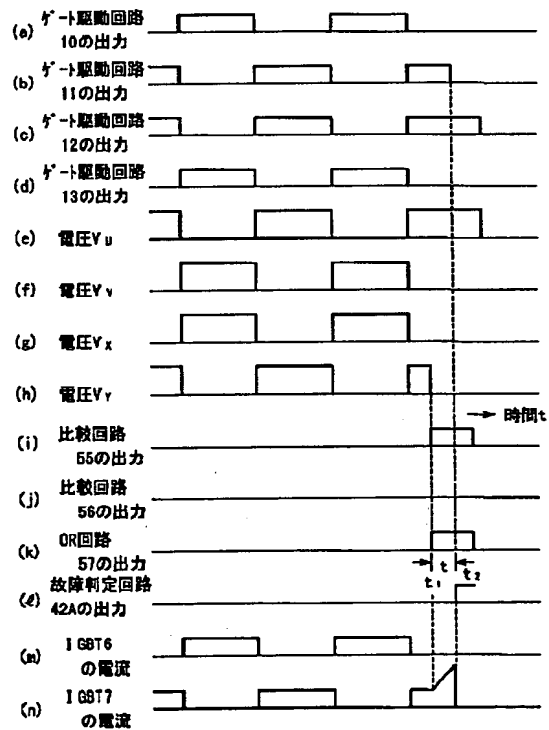 (a) ゲート駆動回路
10の出力
(b) ゲート駆動回路
11の出力
(c) ゲート駆動回路
12の出力
(d) ゲート駆動回路
13の出力
(e) 電圧VU
(f) 電圧VV
(g) 電圧VX
(h) 電圧VY
→ 時間t
(i) 比較回路
55の出力
(j) 比較回路
56の出力
(k) OR回路
57の出力
t
t1 t2
(ℓ) 故障判定回路
42Aの出力
(m) IGBT6
の電流
(n) IGBT7
の電流